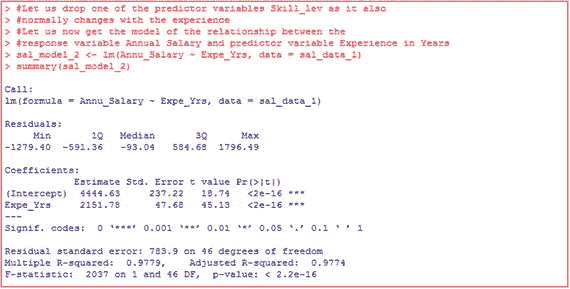 > #Let us drop one of the predictor variables Skill_lev as it also
> #normally changes with the experience
> #Let us now get the model of the relationship between the
> #response variable Annual Salary and predictor variable Experience in Years
> sal_model_2 <- lm(Annu_Salary ~ Expe_Yrs, data = sal_data_1)
> summary(sal_model_2)
Call:
lm(formula = Annu_Salary ~ Expe_Yrs, data = sal_data_1)
Residuals:
Min 1Q Median 3Q Max
-1279.40 -591.36 -93.04 584.68 1796.49
Coefficients:
Estimate Std. Error t value Pr(>|t|)
(Intercept) 4444.63 237.22 18.74 <2e-16 ***
Expe_Yrs 2151.78 47.68 45.13 <2e-16 ***
---
Signif. codes: 0 ‘***’ 0.001 ‘**’ 0.01 ‘*’ 0.05 ‘.’ 0.1 ‘ ’ 1
Residual standard error: 783.9 on 46 degrees of freedom
Multiple R-squared: 0.9779, Adjusted R-squared: 0.9774
F-statistic: 2037 on 1 and 46 DF, p-value: < 2.2e-16